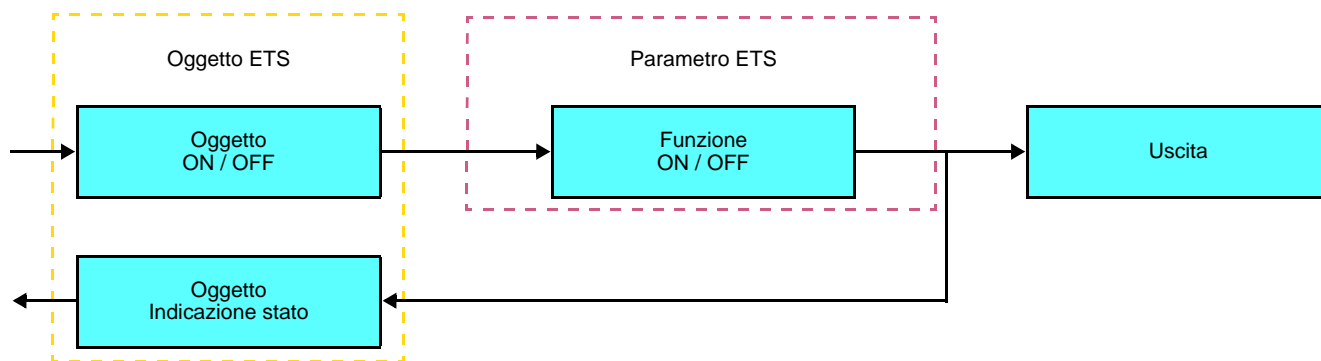 Oggetto ETS
Parametro ETS
Oggetto
ON / OFF
Funzione
ON / OFF
Uscita
Oggetto
Indicazione stato